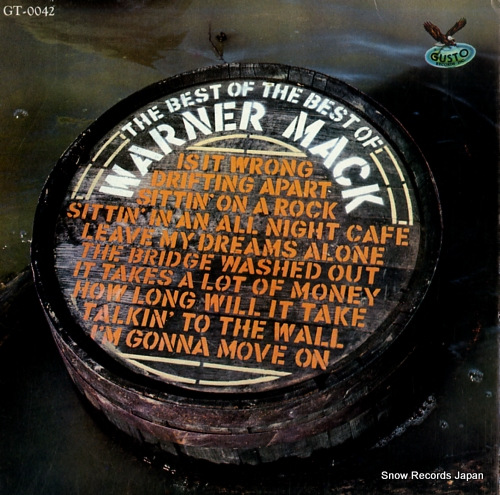 GT-0042
GUSTO
THE BEST OF THE BEST OF
WARNER MACK
IS IT WRONG
DRIFTING APART
SITTIN' ON A ROCK
SITTIN' IN AN ALL NIGHT CAFE
LEAVE MY DREAMS ALONE
THE BRIDGE WASHED OUT
IT TAKES A LOT OF MONEY
HOW LONG WILL IT TAKE
TALKIN' TO THE WALL
I'M GONNA MOVE ON
Snow Records Japan